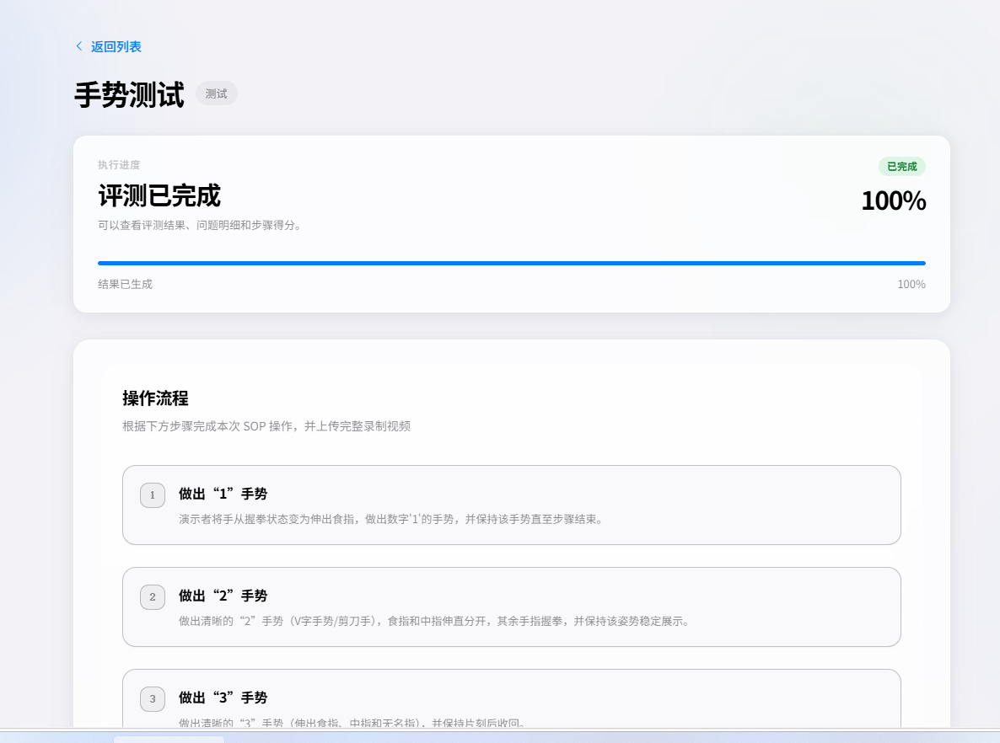 返回列表
手势测试
测试
执行进度
已完成
评测已完成
100%
可以查看评测结果、问题明细和步骤得分。
结果已生成
100%
操作流程
根据下方步骤完成本次 SOP 操作，并上传完整录制视频
1
做出“1”手势
演示者将手从握拳状态变为伸出食指，做出数字'1'的手势，并保持该手势直至步骤结束。
2
做出“2”手势
做出清晰的“2”手势（V字手势/剪刀手），食指和中指伸直分开，其余手指握拳，并保持该姿势稳定展示。
3
做出“3”手势
做出清晰的“3”手势（伸出食指、中指和无名指），并保持片刻后收回。